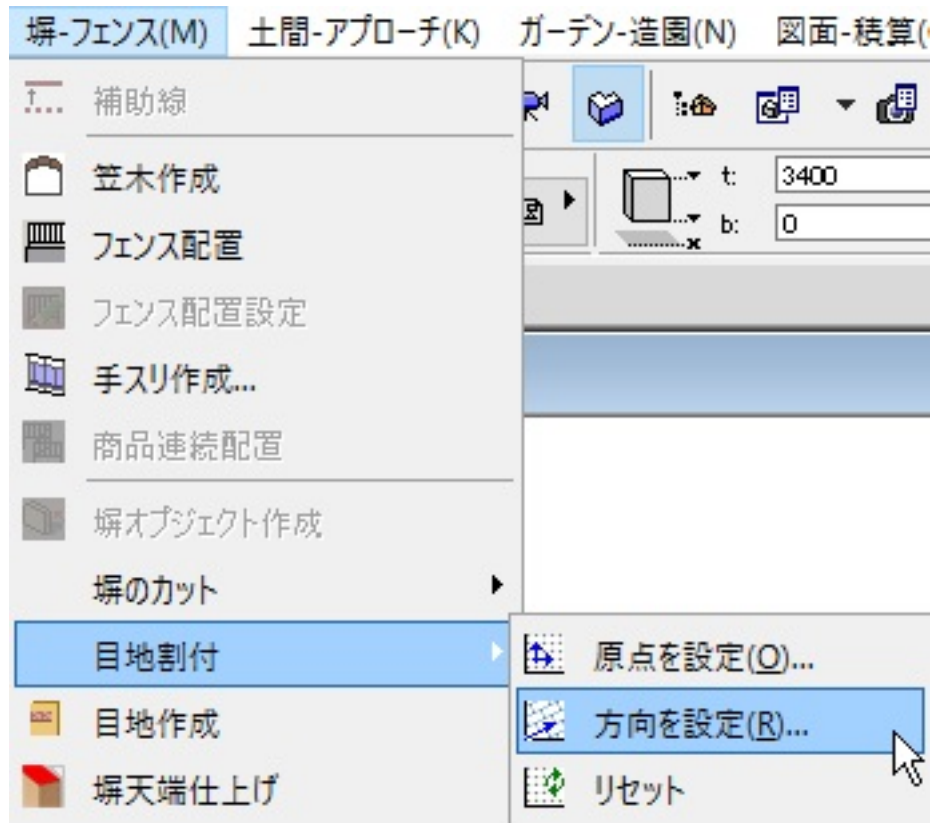 塀-フェンス(M) 土間-アプローチ(K) ガーデン-造園(N) 図面-積算(
補助線
笠木作成
t: 3400
フェンス配置
b: 0
フェンス配置設定
手スリ作成...
商品連続配置
塀オブジェクト作成
塀のカット
目地割付
原点を設定(O)...
目地作成
方向を設定(R)...
塀天端仕上げ
リセット